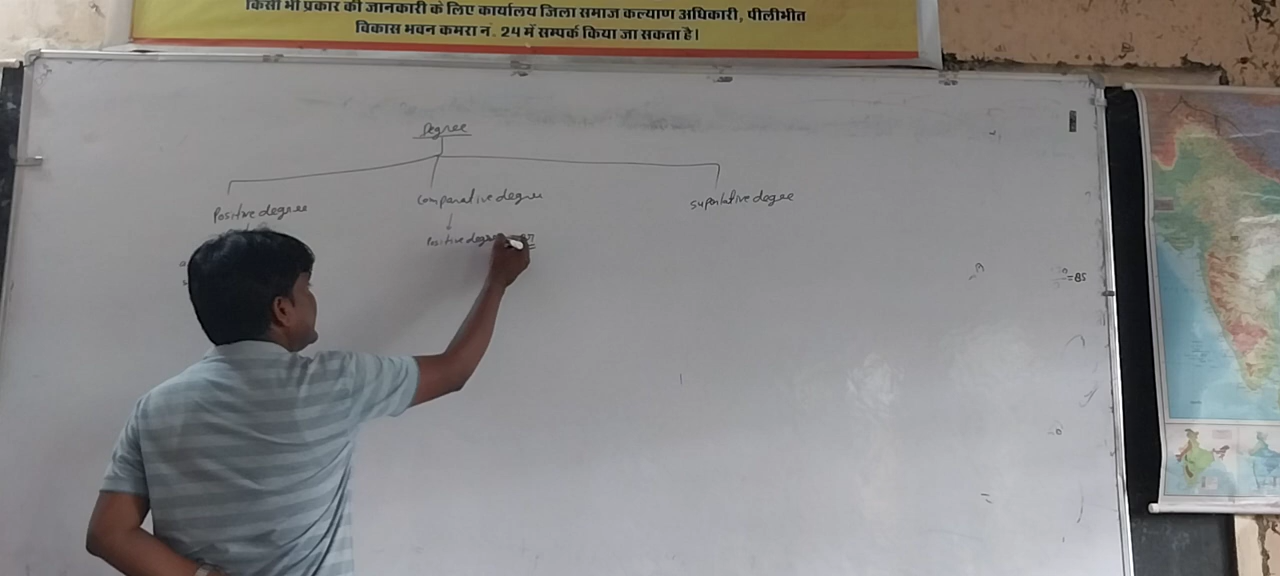 किसी भी प्रकार की जानकारी के लिए कार्यालय जिला समाज कल्याण अधिकारी, पीलीभीत
विकास भवन कमरा नं. 24 में सम्पर्क किया जा सकता है।
Degree
Positive degree
Comparative degree
Superlative degree
Positive degree
= 85